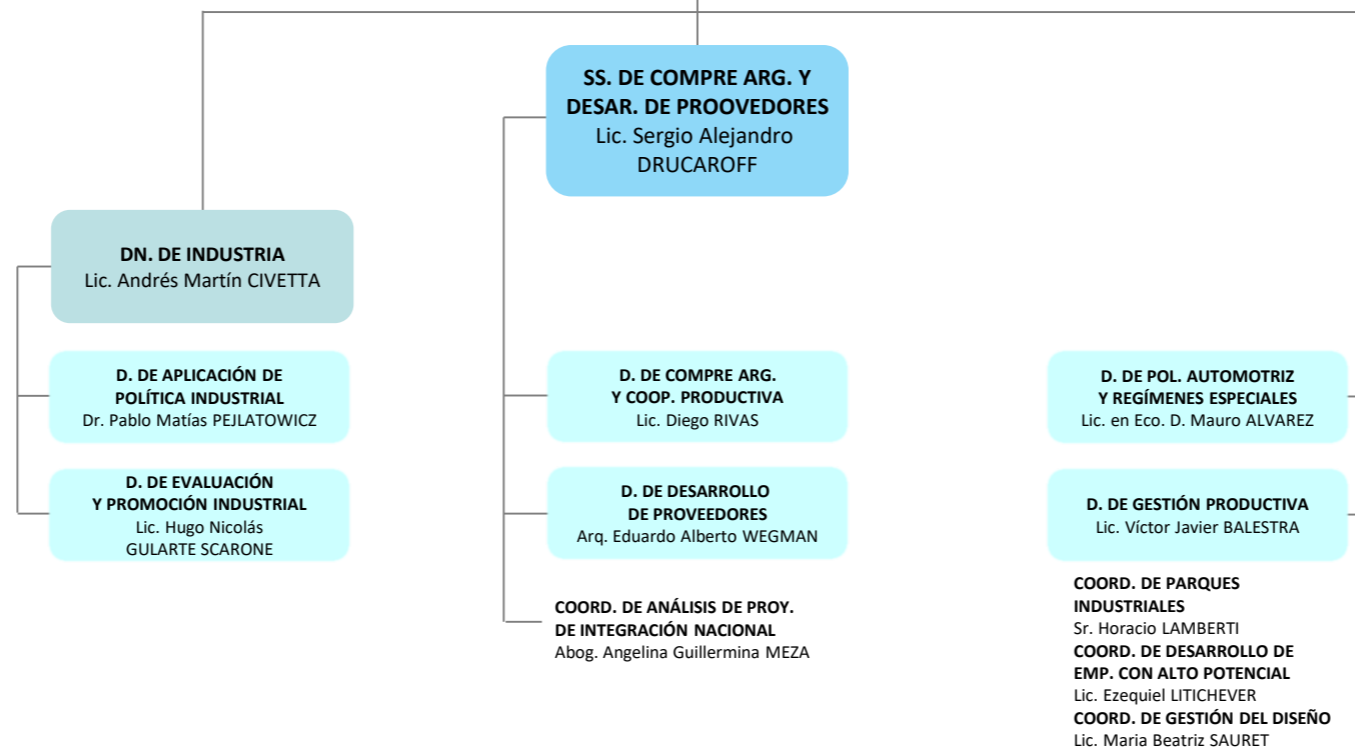 SS. DE COMPRE ARG. Y
DESAR. DE PROOVEDORES
Lic. Sergio Alejandro
DRUCAROFF
DN. DE INDUSTRIA
Lic. Andrés Martín CIVETTA
D. DE APLICACIÓN DE
POLÍTICA INDUSTRIAL
Dr. Pablo Matías PEJLATOWICZ
D. DE EVALUACIÓN
Y PROMOCIÓN INDUSTRIAL
Lic. Hugo Nicolás
GULARTE SCARONE
D. DE COMPRE ARG.
Y COOP. PRODUCTIVA
Lic. Diego RIVAS
D. DE DESARROLLO
DE PROVEEDORES
Arq. Eduardo Alberto WEGMAN
COORD. DE ANÁLISIS DE PROY.
DE INTEGRACIÓN NACIONAL
Abog. Angelina Guillermina MEZA
D. DE POL. AUTOMOTRIZ
Y REGÍMENES ESPECIALES
Lic. en Eco. D. Mauro ALVAREZ
D. DE GESTIÓN PRODUCTIVA
Lic. Víctor Javier BALESTRA
COORD. DE PARQUES
INDUSTRIALES
Sr. Horacio LAMBERTI
COORD. DE DESARROLLO DE
EMP. CON ALTO POTENCIAL
Lic. Ezequiel LITICHEVER
COORD. DE GESTIÓN DEL DISEÑO
Lic. Maria Beatriz SAURET